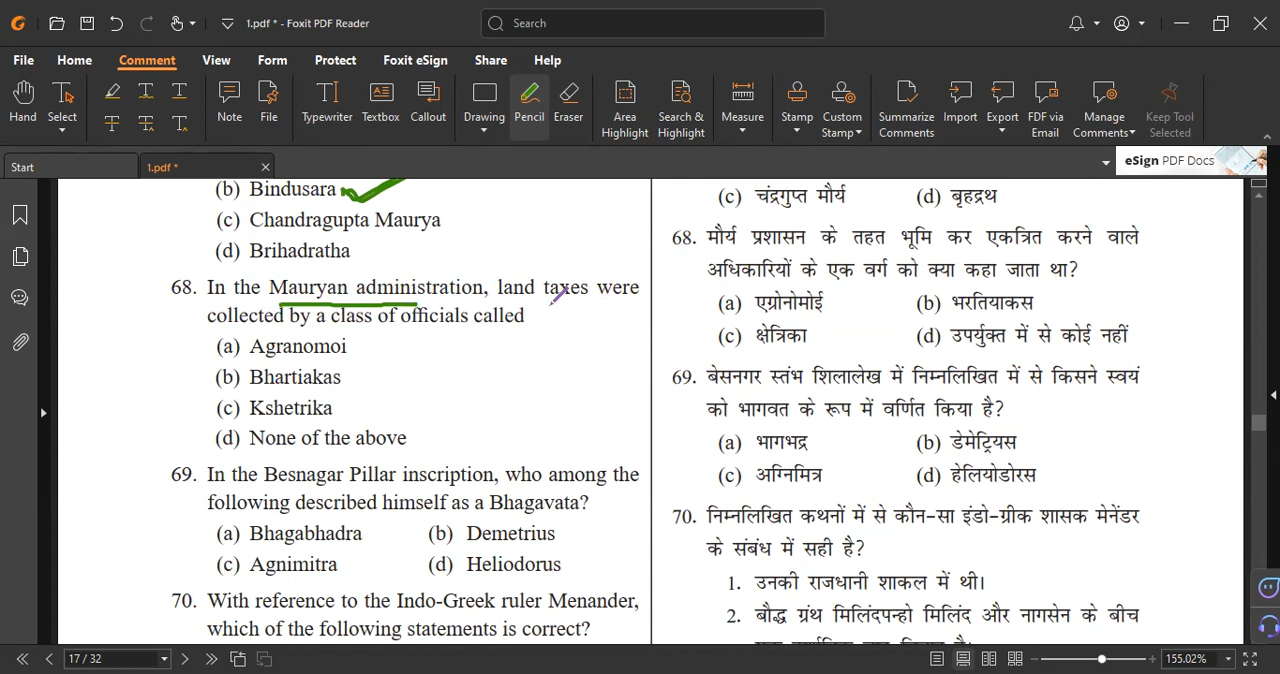 1.pdf * - Foxit PDF Reader
Search
File Home Comment View Form Protect Foxit eSign Share Help
Hand Select Note File Typewriter Textbox Callout Drawing Pencil Eraser Area Highlight Search & Highlight Measure Stamp Custom Stamp Summarize Comments Import Export FDF via Email Manage Comments Keep Tool Selected
Start 1.pdf * eSign PDF Docs
(b) Bindusara
(c) Chandragupta Maurya
(d) Brihadratha
68. In the Mauryan administration, land taxes were
collected by a class of officials called
(a) Agranomoi
(b) Bhartiakas
(c) Kshetrika
(d) None of the above
69. In the Besnagar Pillar inscription, who among the
following described himself as a Bhagavata?
(a) Bhagabhadra (b) Demetrius
(c) Agnimitra (d) Heliodorus
70. With reference to the Indo-Greek ruler Menander,
which of the following statements is correct?
(c) चंद्रगुप्त मौर्य (d) बृहद्रथ
68. मौर्य प्रशासन के तहत भूमि कर एकत्रित करने वाले
अधिकारियों के एक वर्ग को क्या कहा जाता था?
(a) एग्रोनोमोई (b) भरतियाकस
(c) क्षेत्रिका (d) उपर्युक्त में से कोई नहीं
69. बेसनगर स्तंभ शिलालेख में निम्नलिखित में से किसने स्वयं
को भागवत के रूप में वर्णित किया है?
(a) भागभद्र (b) डेमेट्रियस
(c) अग्निमित्र (d) हेलियोडोरस
70. निम्नलिखित कथनों में से कौन-सा इंडो-ग्रीक शासक मेनेंडर
के संबंध में सही है?
1. उनकी राजधानी शाकल में थी।
2. बौद्ध ग्रंथ मिलिंदपन्हो मिलिंद और नागसेन के बीच
17 / 32 155.02%